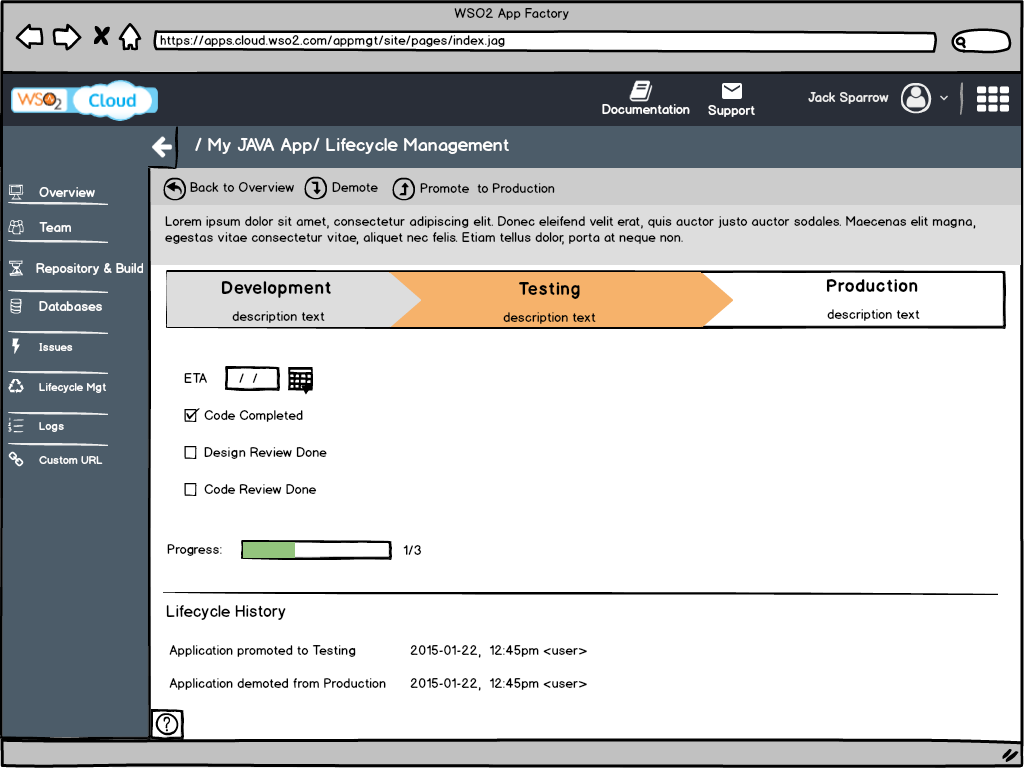 WSO2 App Factory
https://apps.cloud.wso2.com/appmgt/site/pages/index.jag
WSO2 Cloud
Documentation
Support
Jack Sparrow
/ My JAVA App/ Lifecycle Management
Overview
Team
Repository & Build
Databases
Issues
Lifecycle Mgt
Logs
Custom URL
Back to Overview
Demote
Promote to Production
Lorem ipsum dolor sit amet, consectetur adipiscing elit. Donec eleifend velit erat, quis auctor justo auctor sodales. Maecenas elit magna,
egestas vitae consectetur vitae, aliquet nec felis. Etiam tellus dolor, porta at neque non.
Development
description text
Testing
description text
Production
description text
ETA / /
Code Completed
Design Review Done
Code Review Done
Progress: 1/3
Lifecycle History
Application promoted to Testing 2015-01-22, 12:45pm <user>
Application demoted from Production 2015-01-22, 12:45pm <user>
?